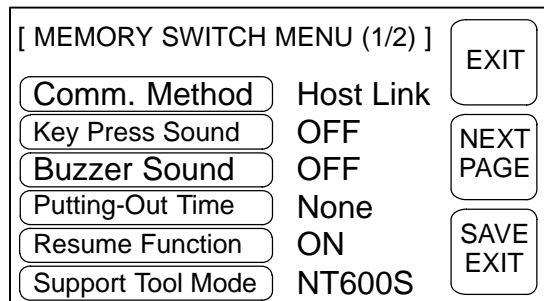 [ MEMORY SWITCH MENU (1/2) ]
EXIT
Comm. Method Host Link
Key Press Sound OFF
NEXT
PAGE
Buzzer Sound OFF
Putting-Out Time None
Resume Function ON
SAVE
EXIT
Support Tool Mode NT600S